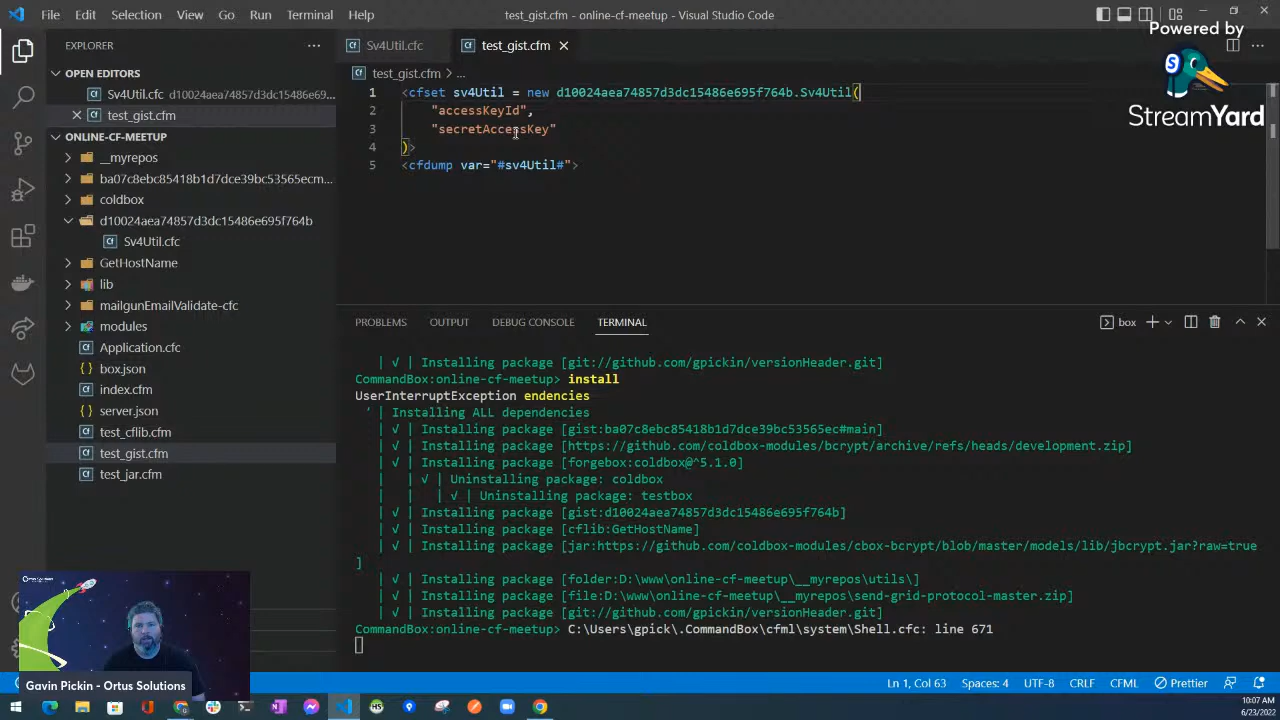 File Edit Selection View Go Run Terminal Help
test_gist.cfm - online-cf-meetup - Visual Studio Code
Powered by
StreamYard
EXPLORER
OPEN EDITORS
Sv4Util.cfc d10024aea74857d3dc15486e695f...
test_gist.cfm
ONLINE-CF-MEETUP
__myrepos
ba07c8ebc85418b1d7dce39bc53565ecm...
coldbox
d10024aea74857d3dc15486e695f764b
Sv4Util.cfc
GetHostName
lib
mailgunEmailValidate-cfc
modules
Application.cfc
box.json
index.cfm
server.json
test_cflib.cfm
test_gist.cfm
test_jar.cfm
Sv4Util.cfc test_gist.cfm
test_gist.cfm > ...
1 <cfset sv4Util = new d10024aea74857d3dc15486e695f764b.Sv4Util(
2 "accessKeyId",
3 "secretAccessKey"
4 )>
5 <cfdump var="#sv4Util#">
PROBLEMS OUTPUT DEBUG CONSOLE TERMINAL
box
| √ | Installing package [git://github.com/gpickin/versionHeader.git]
CommandBox:online-cf-meetup> install
UserInterruptException endencies
' | Installing ALL dependencies
| √ | Installing package [gist:ba07c8ebc85418b1d7dce39bc53565ec#main]
| √ | Installing package [https://github.com/coldbox-modules/bcrypt/archive/refs/heads/development.zip]
| √ | Installing package [forgebox:coldbox@^5.1.0]
| | √ | Uninstalling package: coldbox
| | | √ | Uninstalling package: testbox
| √ | Installing package [gist:d10024aea74857d3dc15486e695f764b]
| √ | Installing package [cflib:GetHostName]
| √ | Installing package [jar:https://github.com/coldbox-modules/cbox-bcrypt/blob/master/models/lib/jbcrypt.jar?raw=true
]
| √ | Installing package [folder:D:\www\online-cf-meetup\__myrepos\utils\]
| √ | Installing package [file:D:\www\online-cf-meetup\__myrepos\send-grid-protocol-master.zip]
| √ | Installing package [git://github.com/gpickin/versionHeader.git]
CommandBox:online-cf-meetup> C:\Users\gpick\.CommandBox\cfml\system\Shell.cfc: line 671
Gavin Pickin - Ortus Solutions
Ln 1, Col 63 Spaces: 4 UTF-8 CRLF CFML Prettier
10:07 AM
6/23/2022